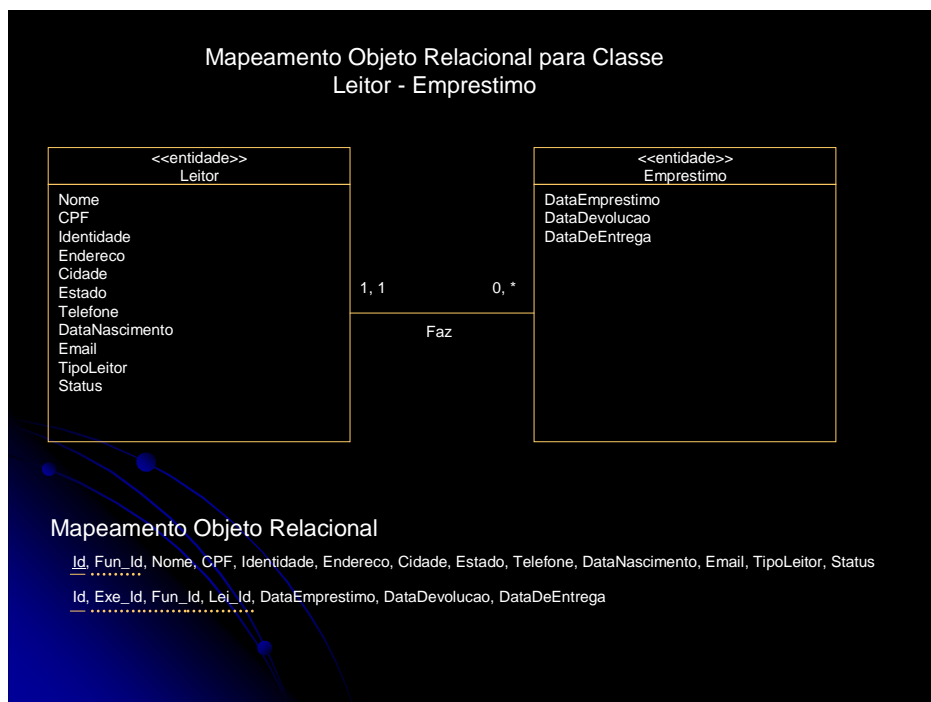 Mapeamento Objeto Relacional para Classe
Leitor - Emprestimo
<<entidade>>
Leitor
Nome
CPF
Identidade
Endereco
Cidade
Estado
Telefone
DataNascimento
Email
TipoLeitor
Status
1, 1
0, *
Faz
<<entidade>>
Emprestimo
DataEmprestimo
DataDevolucao
DataDeEntrega
Mapeamento Objeto Relacional
Id, Fun_Id, Nome, CPF, Identidade, Endereco, Cidade, Estado, Telefone, DataNascimento, Email, TipoLeitor, Status
Id, Exe_Id, Fun_Id, Lei_Id, DataEmprestimo, DataDevolucao, DataDeEntrega